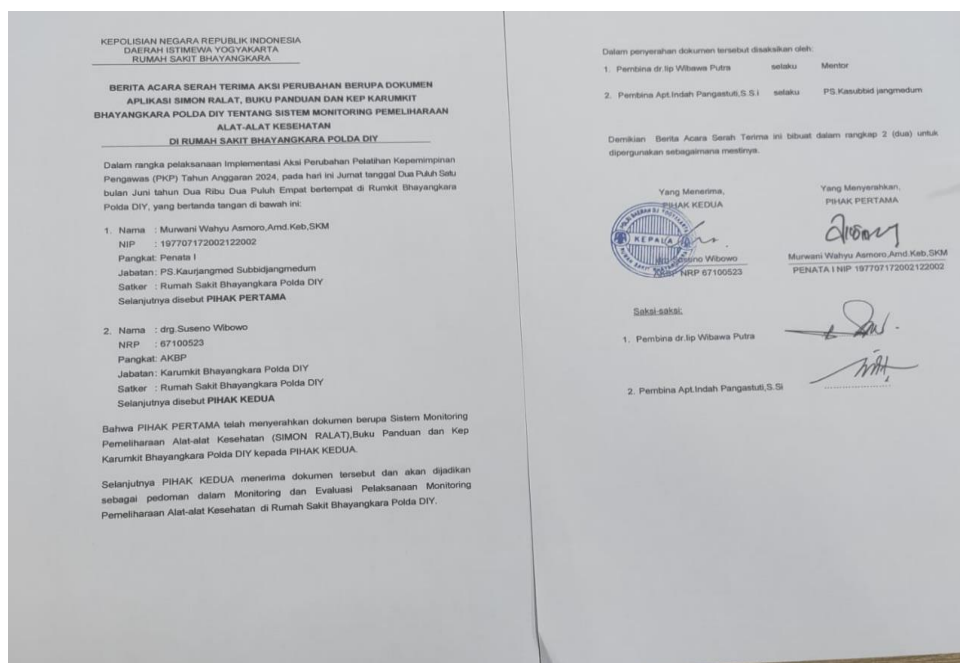 KEPOLISIAN NEGARA REPUBLIK INDONESIA
DAERAH ISTIMEWA YOGYAKARTA
RUMAH SAKIT BHAYANGKARA
BERITA ACARA SERAH TERIMA AKSI PERUBAHAN BERUPA DOKUMEN
APLIKASI SIMON RALAT, BUKU PANDUAN DAN KEP KARUMKIT
BHAYANGKARA POLDA DIY TENTANG SISTEM MONITORING PEMELIHARAAN
ALAT-ALAT KESEHATAN
DI RUMAH SAKIT BHAYANGKARA POLDA DIY
Dalam rangka pelaksanaan Implementasi Aksi Perubahan Pelatihan Kepemimpinan
Pengawas (PKP) Tahun Anggaran 2024, pada hari ini Jumat tanggal Dua Puluh Satu
bulan Juni tahun Dua Ribu Dua Puluh Empat bertempat di Rumkit Bhayangkara
Polda DIY, yang bertanda tangan di bawah ini:
1. Nama : Murwani Wahyu Asmoro,Amd.Keb,SKM
NIP : 197707172002122002
Pangkat: Penata I
Jabatan: PS.Kaurjangmed Subbidjangmedum
Satker : Rumah Sakit Bhayangkara Polda DIY
Selanjutnya disebut PIHAK PERTAMA
2. Nama : drg.Suseno Wibowo
NRP : 67100523
Pangkat: AKBP
Jabatan: Karumkit Bhayangkara Polda DIY
Satker : Rumah Sakit Bhayangkara Polda DIY
Selanjutnya disebut PIHAK KEDUA
Bahwa PIHAK PERTAMA telah menyerahkan dokumen berupa Sistem Monitoring
Pemeliharaan Alat-alat Kesehatan (SIMON RALAT),Buku Panduan dan Kep
Karumkit Bhayangkara Polda DIY kepada PIHAK KEDUA.
Selanjutnya PIHAK KEDUA menerima dokumen tersebut dan akan dijadikan
sebagai pedoman dalam Monitoring dan Evaluasi Pelaksanaan Monitoring
Pemeliharaan Alat-alat Kesehatan di Rumah Sakit Bhayangkara Polda DIY.
Dalam penyerahan dokumen tersebut disaksikan oleh:
1. Pembina dr.Iip Wibawa Putra selaku Mentor
2. Pembina Apt.Indah Pangastuti,S.S.i selaku PS.Kasubbid jangmedum
Demikian Berita Acara Serah Terima ini bibuat dalam rangkap 2 (dua) untuk
dipergunakan sebagaimana mestinya.
Yang Menerima,
PIHAK KEDUA
KEPALA
Suseno Wibowo
NRP 67100523
Yang Menyerahkan,
PIHAK PERTAMA
Murwani Wahyu Asmoro,Amd.Keb,SKM
PENATA I NIP 197707172002122002
Saksi-saksi:
1. Pembina dr.Iip Wibawa Putra
2. Pembina Apt.Indah Pangastuti,S.Si